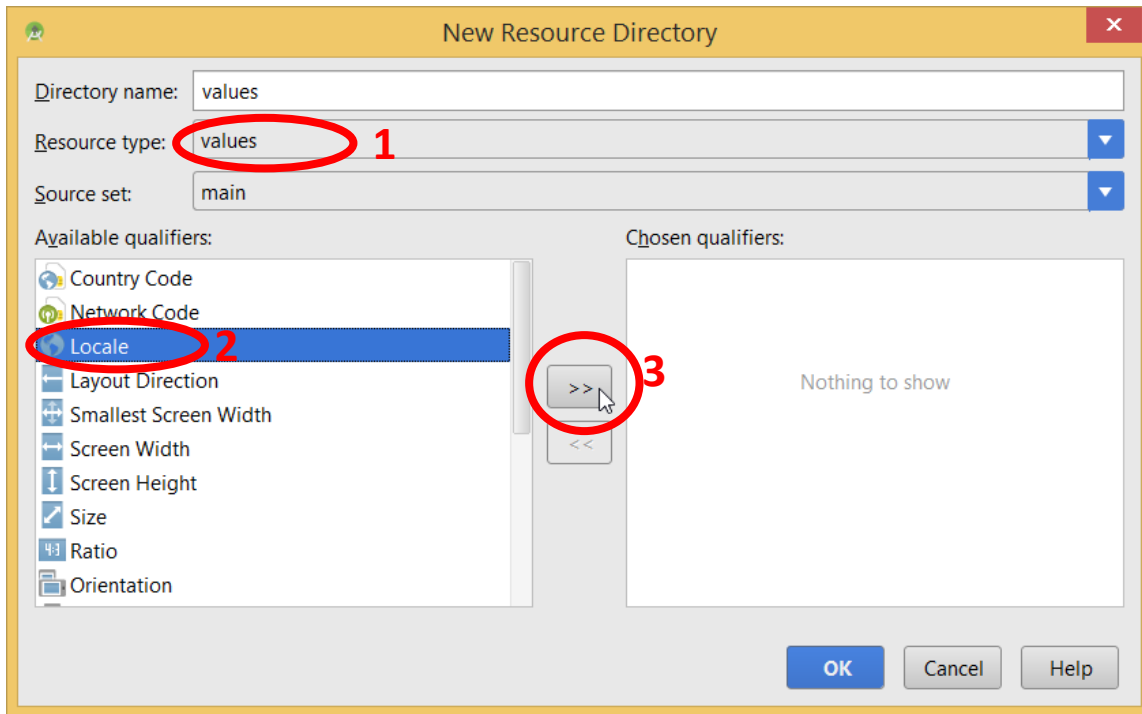 New Resource Directory
Directory name: values
Resource type: values 1
Source set: main
Available qualifiers:
Country Code
Network Code
Locale 2
Layout Direction
Smallest Screen Width
Screen Width
Screen Height
Size
4:3 Ratio
Orientation
>> 3
<<
Chosen qualifiers:
Nothing to show
OK Cancel Help